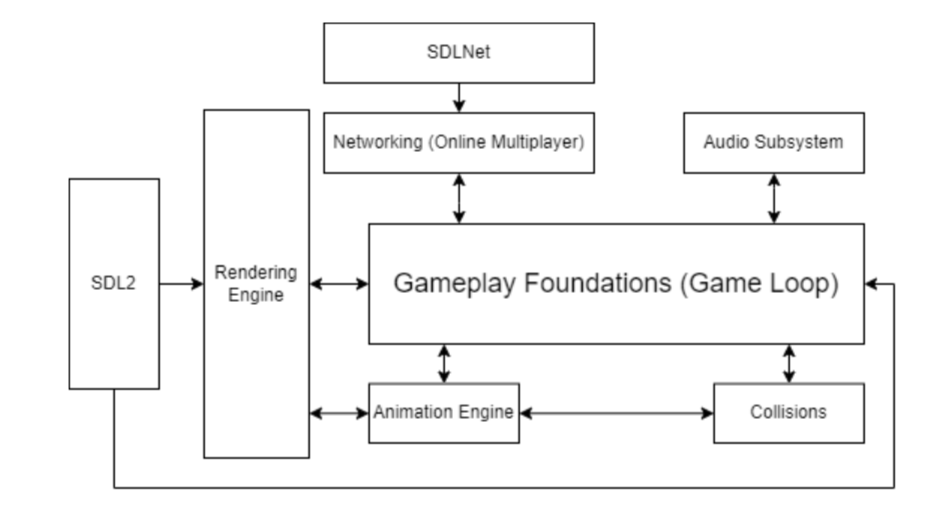 SDLNet
Networking (Online Multiplayer)
Audio Subsystem
SDL2
Rendering
Engine
Gameplay Foundations (Game Loop)
Animation Engine
Collisions